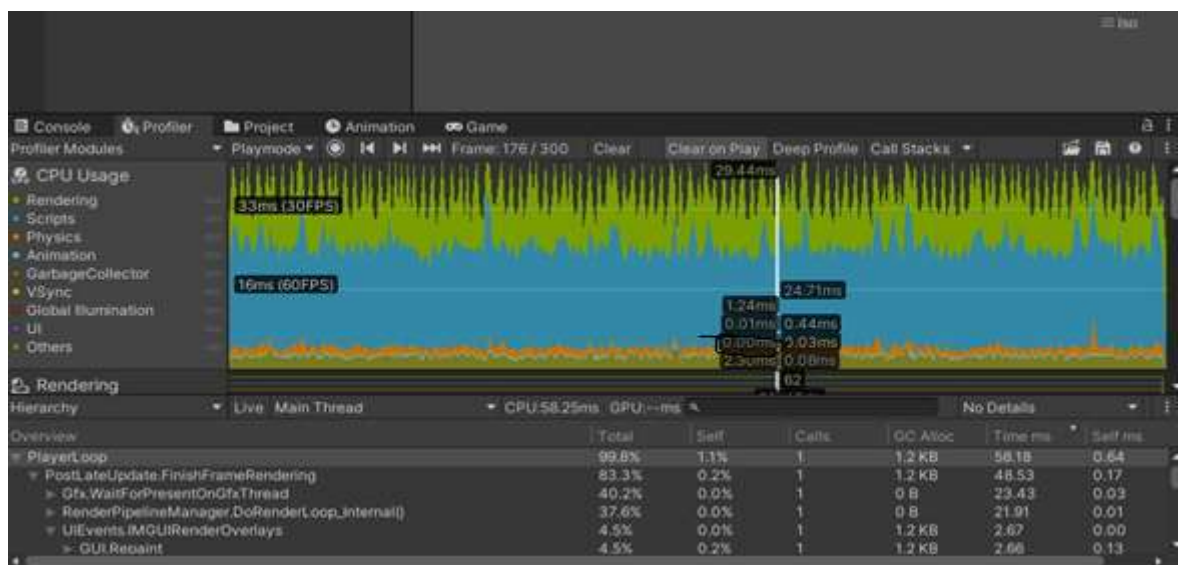 Iso
Console Profiler Project Animation Game
Profiler Modules Playmode Frame: 176 / 300 Clear Clear on Play Deep Profile Call Stacks
CPU Usage
29.44ms
Rendering
Scripts
33ms (30FPS)
Physics
Animation
GarbageCollector
VSync
16ms (60FPS)
24.71ms
Global Illumination
1.24ms
UI
0.01ms 0.44ms
Others
0.00ms 0.03ms
2.30ms 0.08ms
Rendering
62
Hierarchy Live Main Thread CPU:58.25ms GPU:--ms No Details
Overview Total Self Calls GC Alloc Time ms Self ms
PlayerLoop 99.8% 1.1% 1 1.2 KB 58.18 0.64
PostLateUpdate.FinishFrameRendering 83.3% 0.2% 1 1.2 KB 48.53 0.17
Gfx.WaitForPresentOnGfxThread 40.2% 0.0% 1 0 B 23.43 0.03
RenderPipelineManager.DoRenderLoop_Internal() 37.6% 0.0% 1 0 B 21.91 0.01
UIEvents.IMGUIRenderOverlays 4.5% 0.0% 1 1.2 KB 2.67 0.00
GUI.Repaint 4.5% 0.2% 1 1.2 KB 2.66 0.13